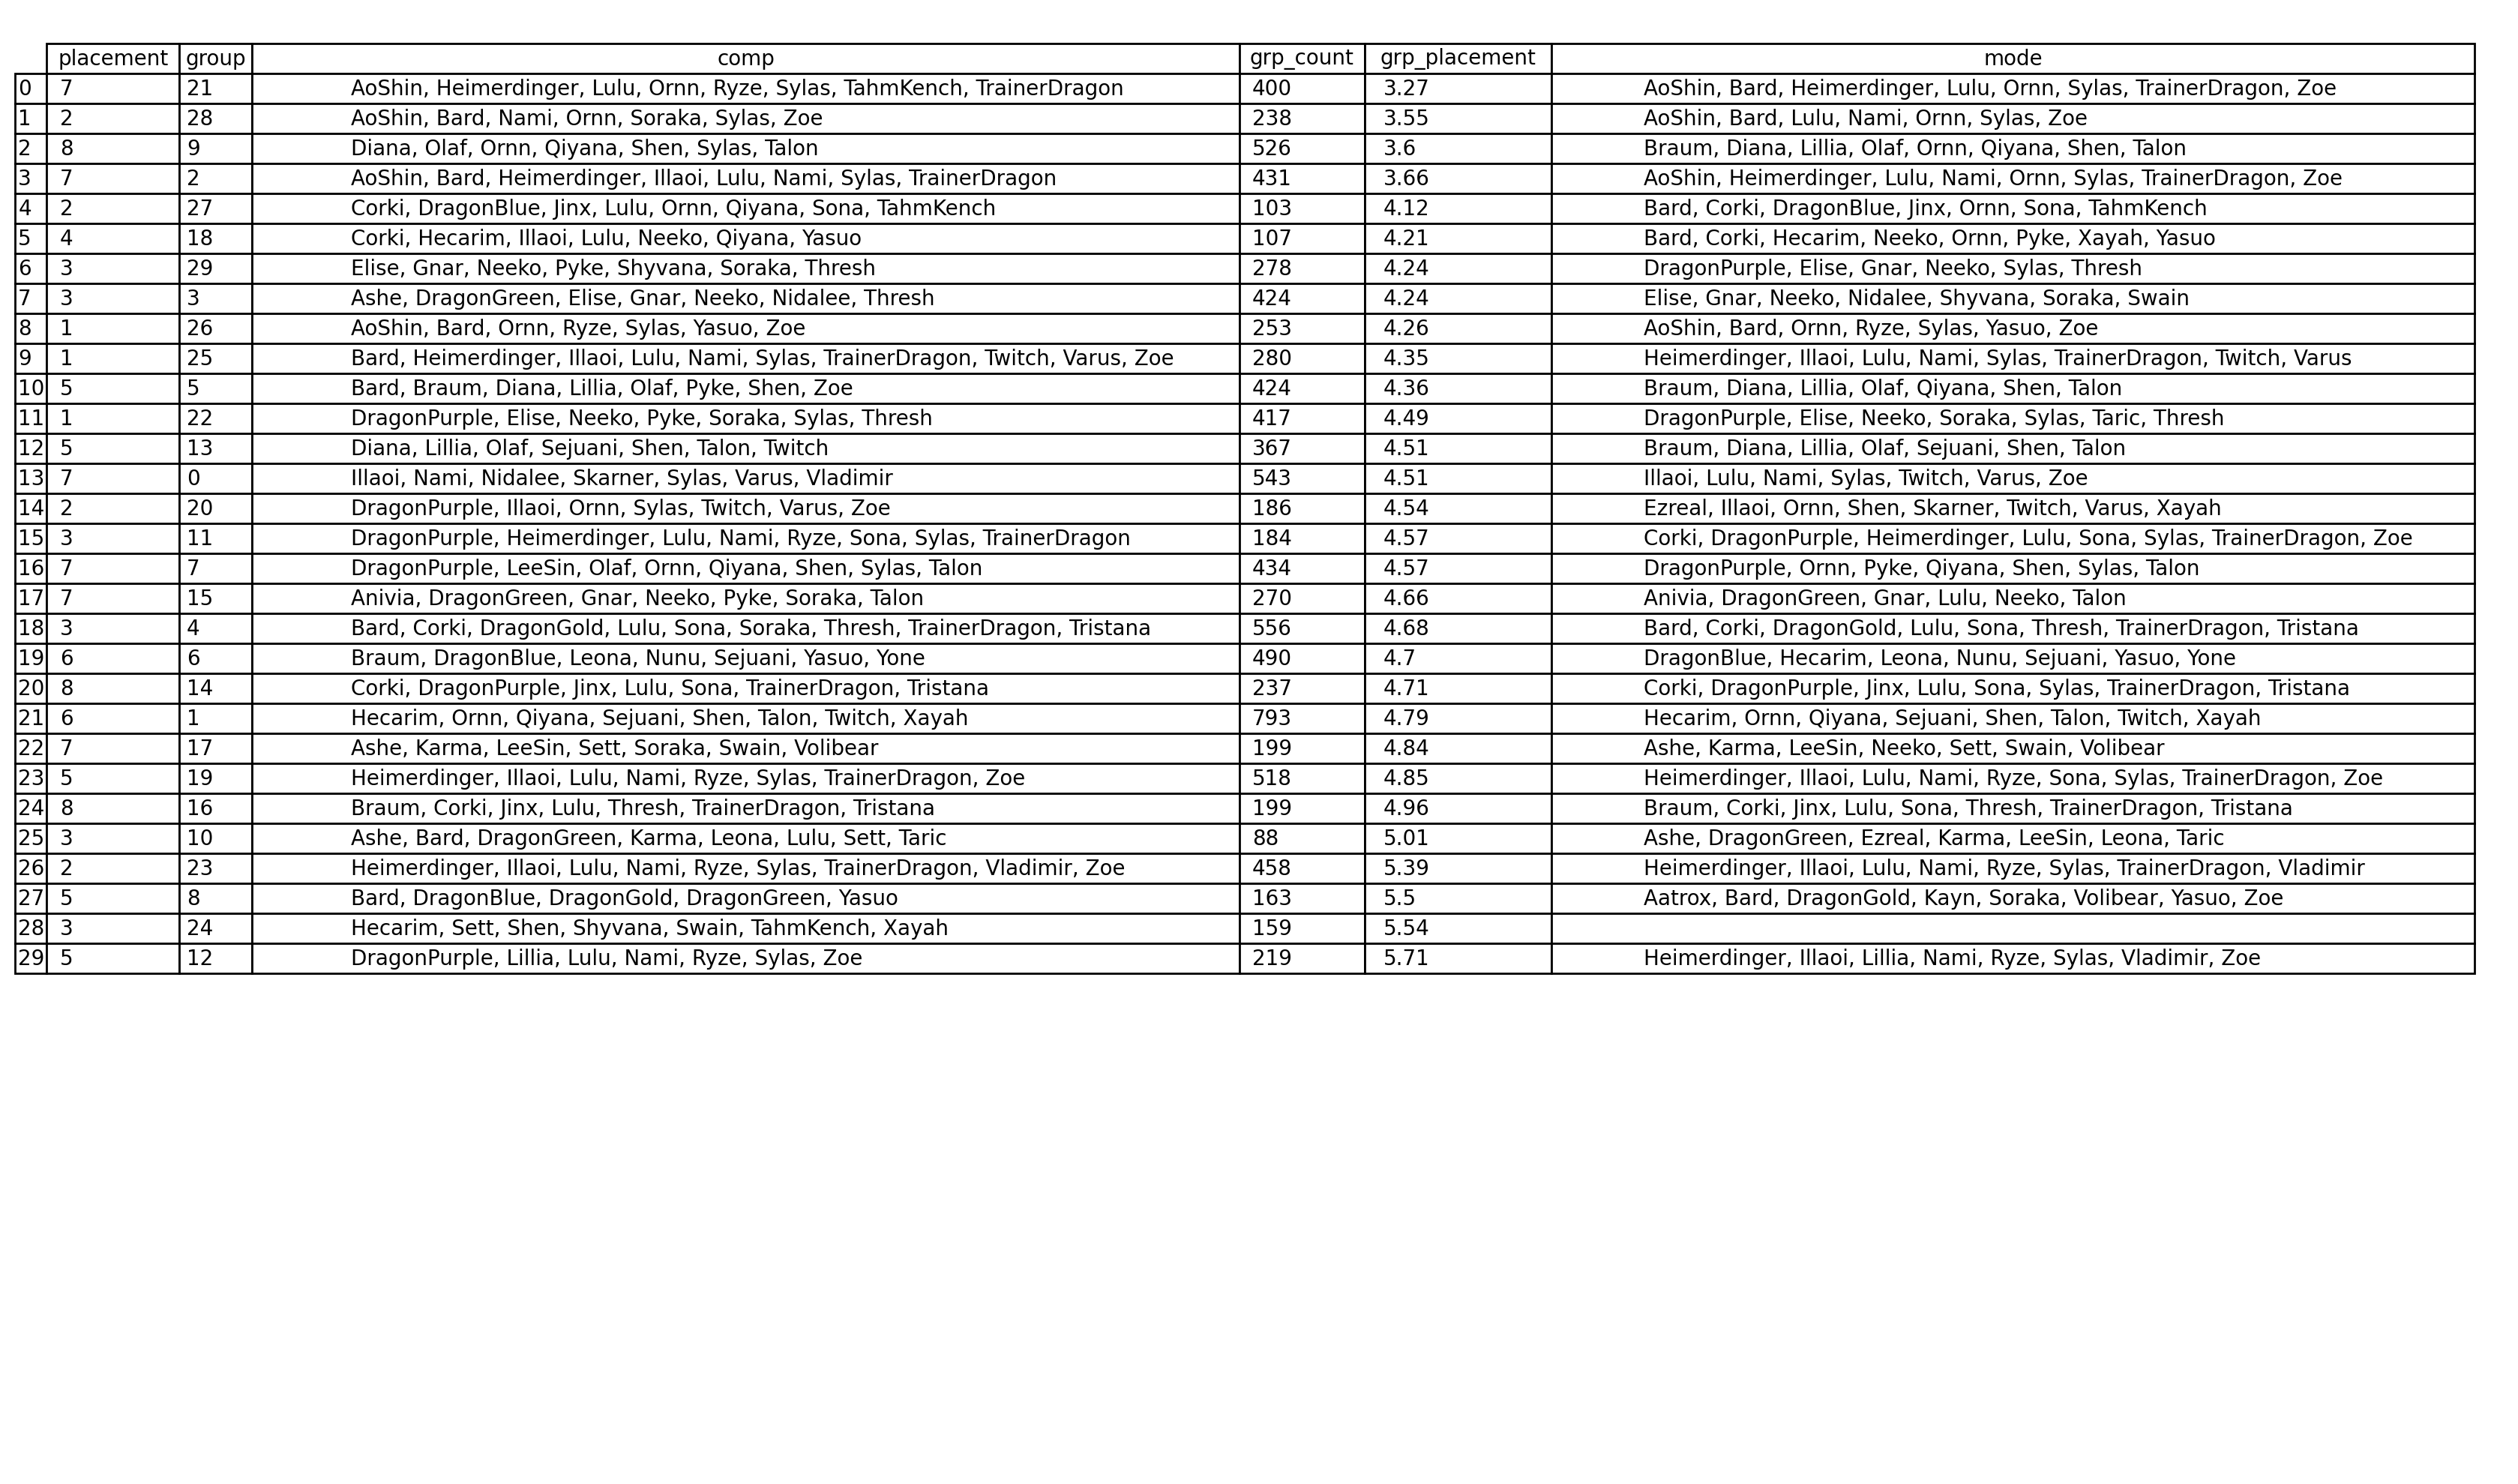 placement group comp grp_count grp_placement mode
0 7 21 AoShin, Heimerdinger, Lulu, Ornn, Ryze, Sylas, TahmKench, TrainerDragon 400 3.27 AoShin, Bard, Heimerdinger, Lulu, Ornn, Sylas, TrainerDragon, Zoe
1 2 28 AoShin, Bard, Nami, Ornn, Soraka, Sylas, Zoe 238 3.55 AoShin, Bard, Lulu, Nami, Ornn, Sylas, Zoe
2 8 9 Diana, Olaf, Ornn, Qiyana, Shen, Sylas, Talon 526 3.6 Braum, Diana, Lillia, Olaf, Ornn, Qiyana, Shen, Talon
3 7 2 AoShin, Bard, Heimerdinger, Illaoi, Lulu, Nami, Sylas, TrainerDragon 431 3.66 AoShin, Heimerdinger, Lulu, Nami, Ornn, Sylas, TrainerDragon, Zoe
4 2 27 Corki, DragonBlue, Jinx, Lulu, Ornn, Qiyana, Sona, TahmKench 103 4.12 Bard, Corki, DragonBlue, Jinx, Ornn, Sona, TahmKench
5 4 18 Corki, Hecarim, Illaoi, Lulu, Neeko, Qiyana, Yasuo 107 4.21 Bard, Corki, Hecarim, Neeko, Ornn, Pyke, Xayah, Yasuo
6 3 29 Elise, Gnar, Neeko, Pyke, Shyvana, Soraka, Thresh 278 4.24 DragonPurple, Elise, Gnar, Neeko, Sylas, Thresh
7 3 3 Ashe, DragonGreen, Elise, Gnar, Neeko, Nidalee, Thresh 424 4.24 Elise, Gnar, Neeko, Nidalee, Shyvana, Soraka, Swain
8 1 26 AoShin, Bard, Ornn, Ryze, Sylas, Yasuo, Zoe 253 4.26 AoShin, Bard, Ornn, Ryze, Sylas, Yasuo, Zoe
9 1 25 Bard, Heimerdinger, Illaoi, Lulu, Nami, Sylas, TrainerDragon, Twitch, Varus, Zoe 280 4.35 Heimerdinger, Illaoi, Lulu, Nami, Sylas, TrainerDragon, Twitch, Varus
10 5 5 Bard, Braum, Diana, Lillia, Olaf, Pyke, Shen, Zoe 424 4.36 Braum, Diana, Lillia, Olaf, Qiyana, Shen, Talon
11 1 22 DragonPurple, Elise, Neeko, Pyke, Soraka, Sylas, Thresh 417 4.49 DragonPurple, Elise, Neeko, Soraka, Sylas, Taric, Thresh
12 5 13 Diana, Lillia, Olaf, Sejuani, Shen, Talon, Twitch 367 4.51 Braum, Diana, Lillia, Olaf, Sejuani, Shen, Talon
13 7 0 Illaoi, Nami, Nidalee, Skarner, Sylas, Varus, Vladimir 543 4.51 Illaoi, Lulu, Nami, Sylas, Twitch, Varus, Zoe
14 2 20 DragonPurple, Illaoi, Ornn, Sylas, Twitch, Varus, Zoe 186 4.54 Ezreal, Illaoi, Ornn, Shen, Skarner, Twitch, Varus, Xayah
15 3 11 DragonPurple, Heimerdinger, Lulu, Nami, Ryze, Sona, Sylas, TrainerDragon 184 4.57 Corki, DragonPurple, Heimerdinger, Lulu, Sona, Sylas, TrainerDragon, Zoe
16 7 7 DragonPurple, LeeSin, Olaf, Ornn, Qiyana, Shen, Sylas, Talon 434 4.57 DragonPurple, Ornn, Pyke, Qiyana, Shen, Sylas, Talon
17 7 15 Anivia, DragonGreen, Gnar, Neeko, Pyke, Soraka, Talon 270 4.66 Anivia, DragonGreen, Gnar, Lulu, Neeko, Talon
18 3 4 Bard, Corki, DragonGold, Lulu, Sona, Soraka, Thresh, TrainerDragon, Tristana 556 4.68 Bard, Corki, DragonGold, Lulu, Sona, Thresh, TrainerDragon, Tristana
19 6 6 Braum, DragonBlue, Leona, Nunu, Sejuani, Yasuo, Yone 490 4.7 DragonBlue, Hecarim, Leona, Nunu, Sejuani, Yasuo, Yone
20 8 14 Corki, DragonPurple, Jinx, Lulu, Sona, TrainerDragon, Tristana 237 4.71 Corki, DragonPurple, Jinx, Lulu, Sona, Sylas, TrainerDragon, Tristana
21 6 1 Hecarim, Ornn, Qiyana, Sejuani, Shen, Talon, Twitch, Xayah 793 4.79 Hecarim, Ornn, Qiyana, Sejuani, Shen, Talon, Twitch, Xayah
22 7 17 Ashe, Karma, LeeSin, Sett, Soraka, Swain, Volibear 199 4.84 Ashe, Karma, LeeSin, Neeko, Sett, Swain, Volibear
23 5 19 Heimerdinger, Illaoi, Lulu, Nami, Ryze, Sylas, TrainerDragon, Zoe 518 4.85 Heimerdinger, Illaoi, Lulu, Nami, Ryze, Sona, Sylas, TrainerDragon, Zoe
24 8 16 Braum, Corki, Jinx, Lulu, Thresh, TrainerDragon, Tristana 199 4.96 Braum, Corki, Jinx, Lulu, Sona, Thresh, TrainerDragon, Tristana
25 3 10 Ashe, Bard, DragonGreen, Karma, Leona, Lulu, Sett, Taric 88 5.01 Ashe, DragonGreen, Ezreal, Karma, LeeSin, Leona, Taric
26 2 23 Heimerdinger, Illaoi, Lulu, Nami, Ryze, Sylas, TrainerDragon, Vladimir, Zoe 458 5.39 Heimerdinger, Illaoi, Lulu, Nami, Ryze, Sylas, TrainerDragon, Vladimir
27 5 8 Bard, DragonBlue, DragonGold, DragonGreen, Yasuo 163 5.5 Aatrox, Bard, DragonGold, Kayn, Soraka, Volibear, Yasuo, Zoe
28 3 24 Hecarim, Sett, Shen, Shyvana, Swain, TahmKench, Xayah 159 5.54
29 5 12 DragonPurple, Lillia, Lulu, Nami, Ryze, Sylas, Zoe 219 5.71 Heimerdinger, Illaoi, Lillia, Nami, Ryze, Sylas, Vladimir, Zoe